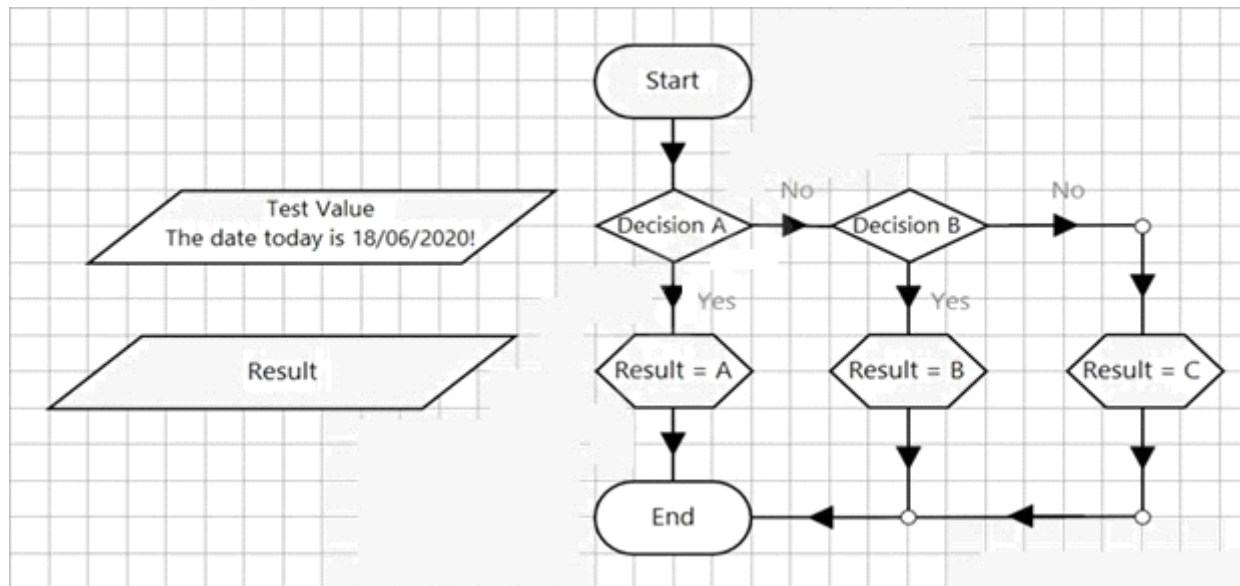 Start
Test Value
The date today is 18/06/2020!
Decision A
No
Decision B
No
Yes
Yes
Result
Result = A
Result = B
Result = C
End